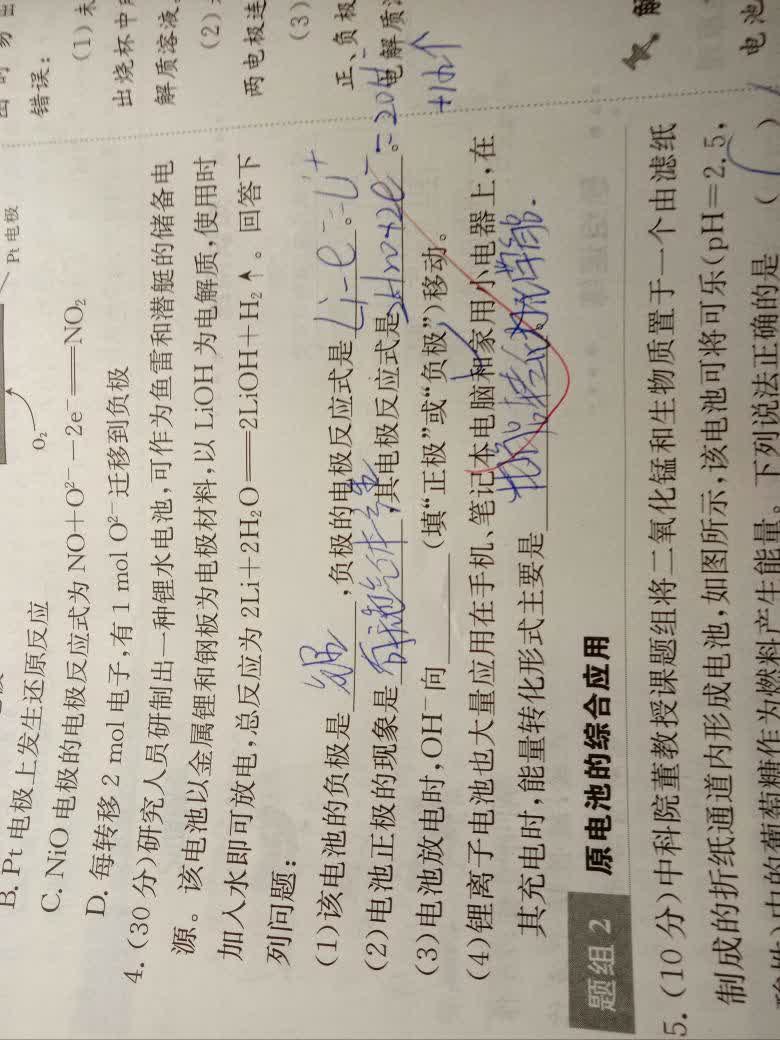 错误:
(1)未
出烧杯中
解质溶液
(2)
两电极连
(3)
正、负极
电解质
解
电池
Pt 电极
O₂
B. Pt 电极上发生还原反应
C. NiO 电极的电极反应式为 NO+O²⁻-2e⁻══NO₂
D. 每转移 2 mol 电子,有 1 mol O²⁻ 迁移到负极
4. (30 分)研究人员研制出一种锂水电池,可作为鱼雷和潜艇的储备电
源。该电池以金属锂和钢板为电极材料,以 LiOH 为电解质,使用时
加入水即可放电,总反应为 2Li+2H₂O══2LiOH+H₂↑。回答下
列问题:
(1)该电池的负极是 锂 ,负极的电极反应式是 Li-e⁻=Li⁺ 。
(2)电池正极的现象是 有气体产生 ,其电极反应式是 2H₂O+2e⁻=2OH⁻+H₂↑ 。
(3)电池放电时,OH⁻向 (填“正极”或“负极”)移动。
(4)锂离子电池也大量应用在手机、笔记本电脑和家用小电器上,在
其充电时,能量转化形式主要是 电能转化为化学能 。
题组 2 原电池的综合应用
5. (10 分)中科院董教授课题组将二氧化锰和生物质置于一个由滤纸
制成的折纸通道内形成电池,如图所示,该电池可将可乐(pH=2.5,
中的葡萄糖作为燃料产生能量。下列说法正确的是 ( )